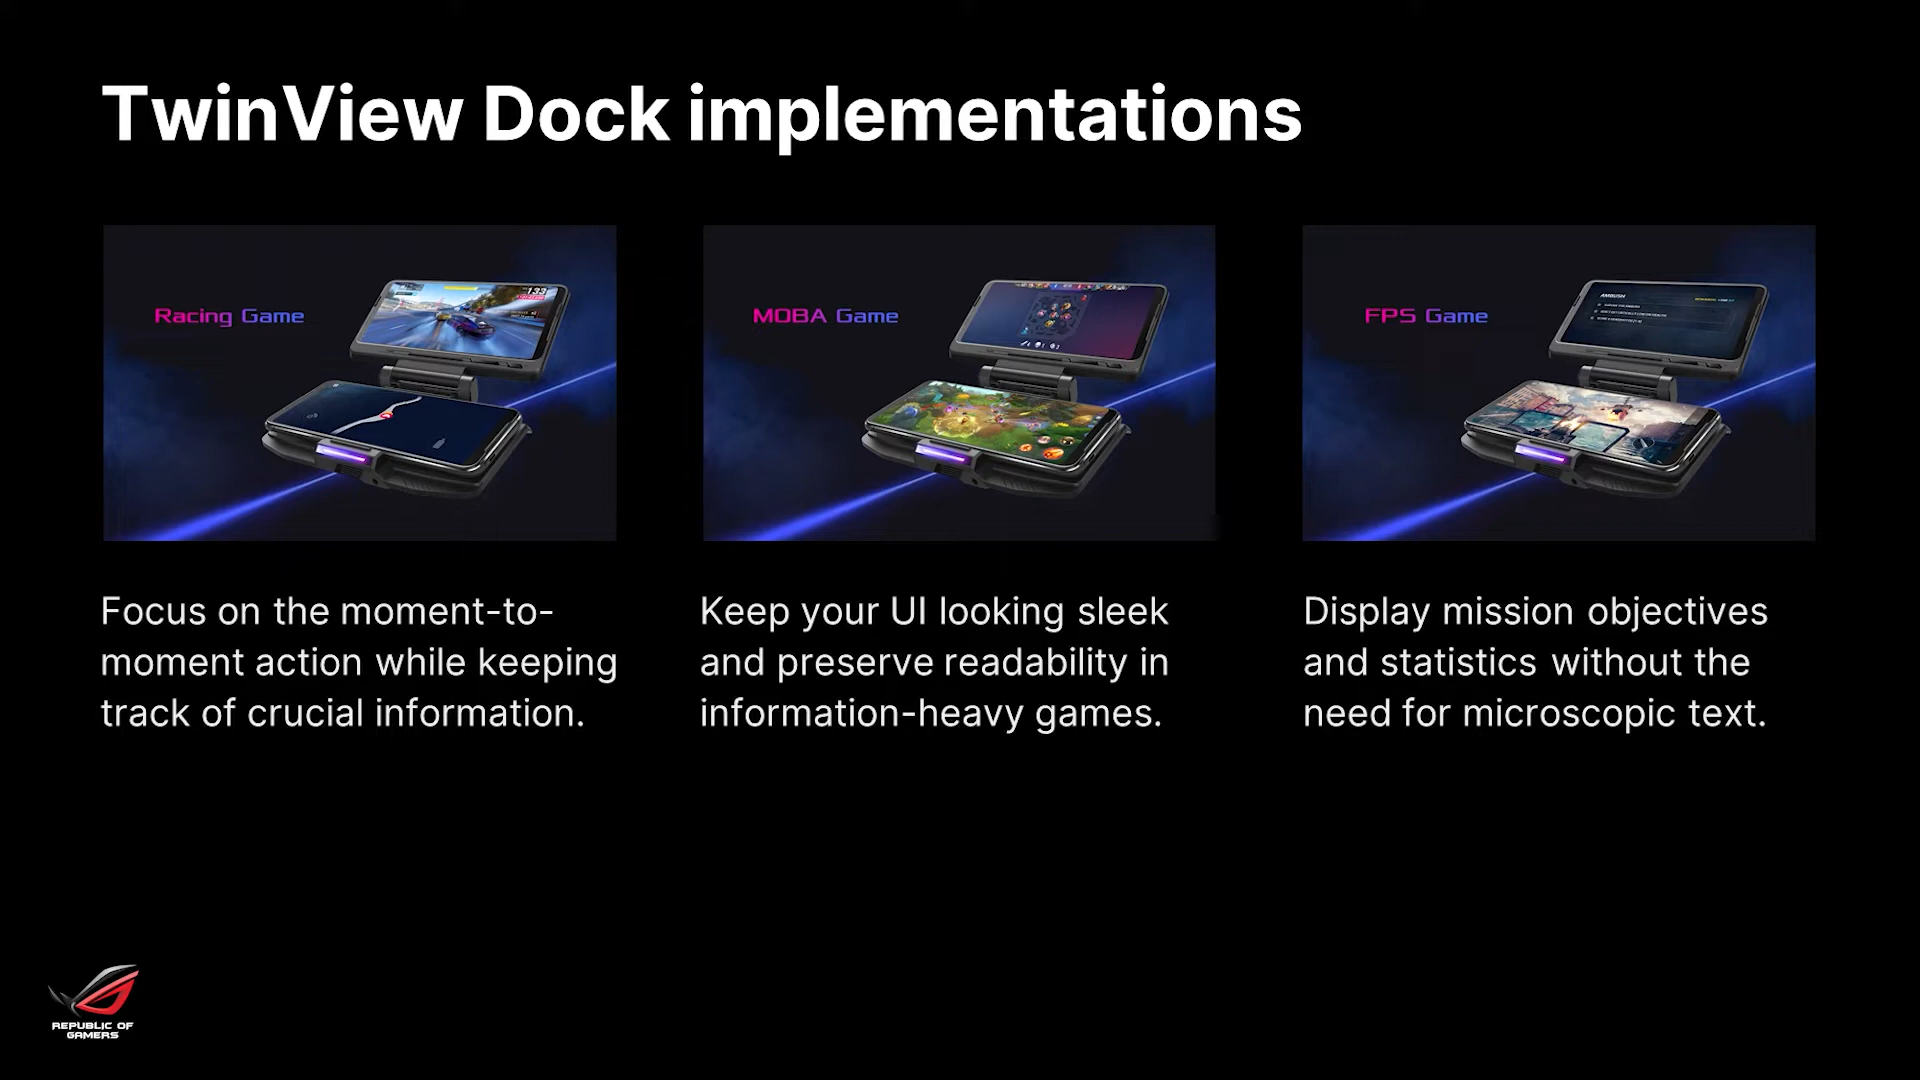 TwinView Dock implementations
Racing Game
133
MOBA Game
AMBUSH
FPS Game
Focus on the moment-to-
moment action while keeping
track of crucial information.
Keep your UI looking sleek
and preserve readability in
information-heavy games.
Display mission objectives
and statistics without the
need for microscopic text.
REPUBLIC OF
GAMERS